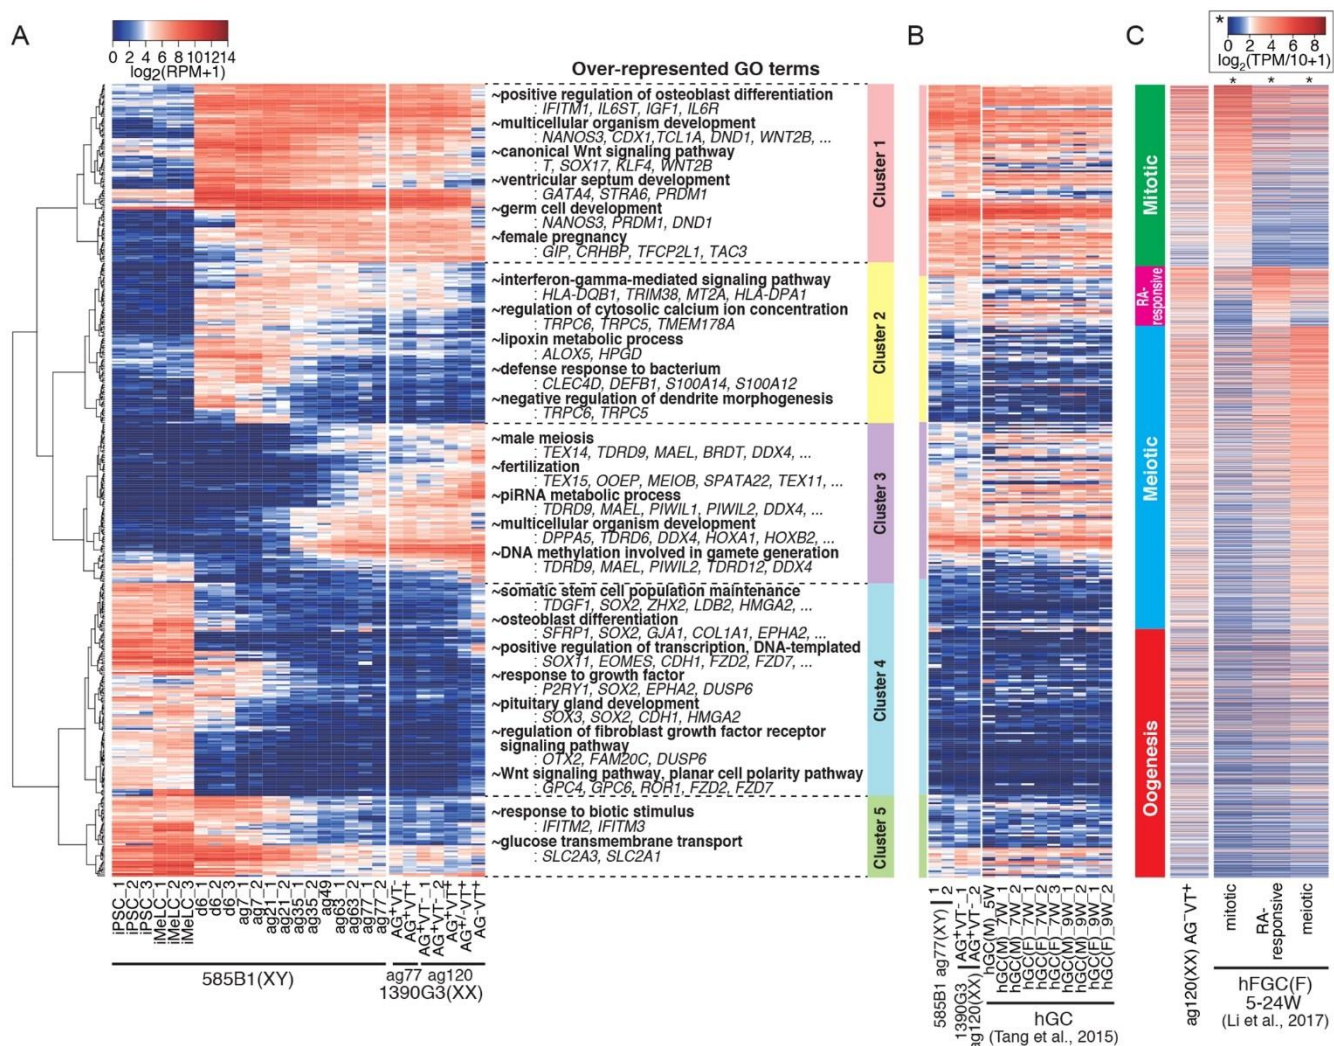 A
0 2 4 6 8 10 12 14
log2(RPM+1)
Over-represented GO terms
~positive regulation of osteoblast differentiation
: IFITM1, IL6ST, IGF1, IL6R
~multicellular organism development
: NANOS3, CDX1,TCL1A, DND1, WNT2B, ...
~canonical Wnt signaling pathway
: T, SOX17, KLF4, WNT2B
~ventricular septum development
: GATA4, STRA6, PRDM1
~germ cell development
: NANOS3, PRDM1, DND1
~female pregnancy
: GIP, CRHBP, TFCP2L1, TAC3
Cluster 1
~interferon-gamma-mediated signaling pathway
: HLA-DQB1, TRIM38, MT2A, HLA-DPA1
~regulation of cytosolic calcium ion concentration
: TRPC6, TRPC5, TMEM178A
~lipoxin metabolic process
: ALOX5, HPGD
~defense response to bacterium
: CLEC4D, DEFB1, S100A14, S100A12
~negative regulation of dendrite morphogenesis
: TRPC6, TRPC5
Cluster 2
~male meiosis
: TEX14, TDRD9, MAEL, BRDT, DDX4, ...
~fertilization
: TEX15, OOEP, MEIOB, SPATA22, TEX11, ...
~piRNA metabolic process
: TDRD9, MAEL, PIWIL1, PIWIL2, DDX4, ...
~multicellular organism development
: DPPA5, TDRD6, DDX4, HOXA1, HOXB2, ...
~DNA methylation involved in gamete generation
: TDRD9, MAEL, PIWIL2, TDRD12, DDX4
Cluster 3
~somatic stem cell population maintenance
: TDGF1, SOX2, ZHX2, LDB2, HMGA2, ...
~osteoblast differentiation
: SFRP1, SOX2, GJA1, COL1A1, EPHA2, ...
~positive regulation of transcription, DNA-templated
: SOX11, EOMES, CDH1, FZD2, FZD7, ...
~response to growth factor
: P2RY1, SOX2, EPHA2, DUSP6
~pituitary gland development
: SOX3, SOX2, CDH1, HMGA2
~regulation of fibroblast growth factor receptor
signaling pathway
: OTX2, FAM20C, DUSP6
~Wnt signaling pathway, planar cell polarity pathway
: GPC4, GPC6, ROR1, FZD2, FZD7
Cluster 4
~response to biotic stimulus
: IFITM2, IFITM3
~glucose transmembrane transport
: SLC2A3, SLC2A1
Cluster 5
iPSC_1
iPSC_2
iPSC_3
iMeLC_1
iMeLC_2
iMeLC_3
d6_1
d6_2
d6_3
ag7_1
ag7_2
ag21_1
ag21_2
ag35_1
ag35_2
ag49
ag63_1
ag63_2
ag77_1
ag77_2
AG+VT-
AG+VT+
AG+VT-_1
AG+VT-_2
AG+VT+
AG+/-VT+
AG-VT+
585B1(XY)
ag77 ag120
1390G3(XX)
B
1
2
585B1 ag77(XY)
AG+VT-_1
AG+VT-_2
1390G3
ag120(XX)
hGC(M)_5W
hGC(M)_7W_1
hGC(M)_7W_2
hGC(F)_7W_1
hGC(F)_7W_2
hGC(F)_7W_3
hGC(M)_9W_1
hGC(M)_9W_2
hGC(F)_9W_1
hGC(F)_9W_2
hGC
(Tang et al., 2015)
C
*
0 2 4 6 8
log2(TPM/10+1)
* * *
Mitotic
RA-
responsive
Meiotic
Oogenesis
ag120(XX) AG-VT+
mitotic
RA-
responsive
meiotic
hFGC(F)
5-24W
(Li et al., 2017)